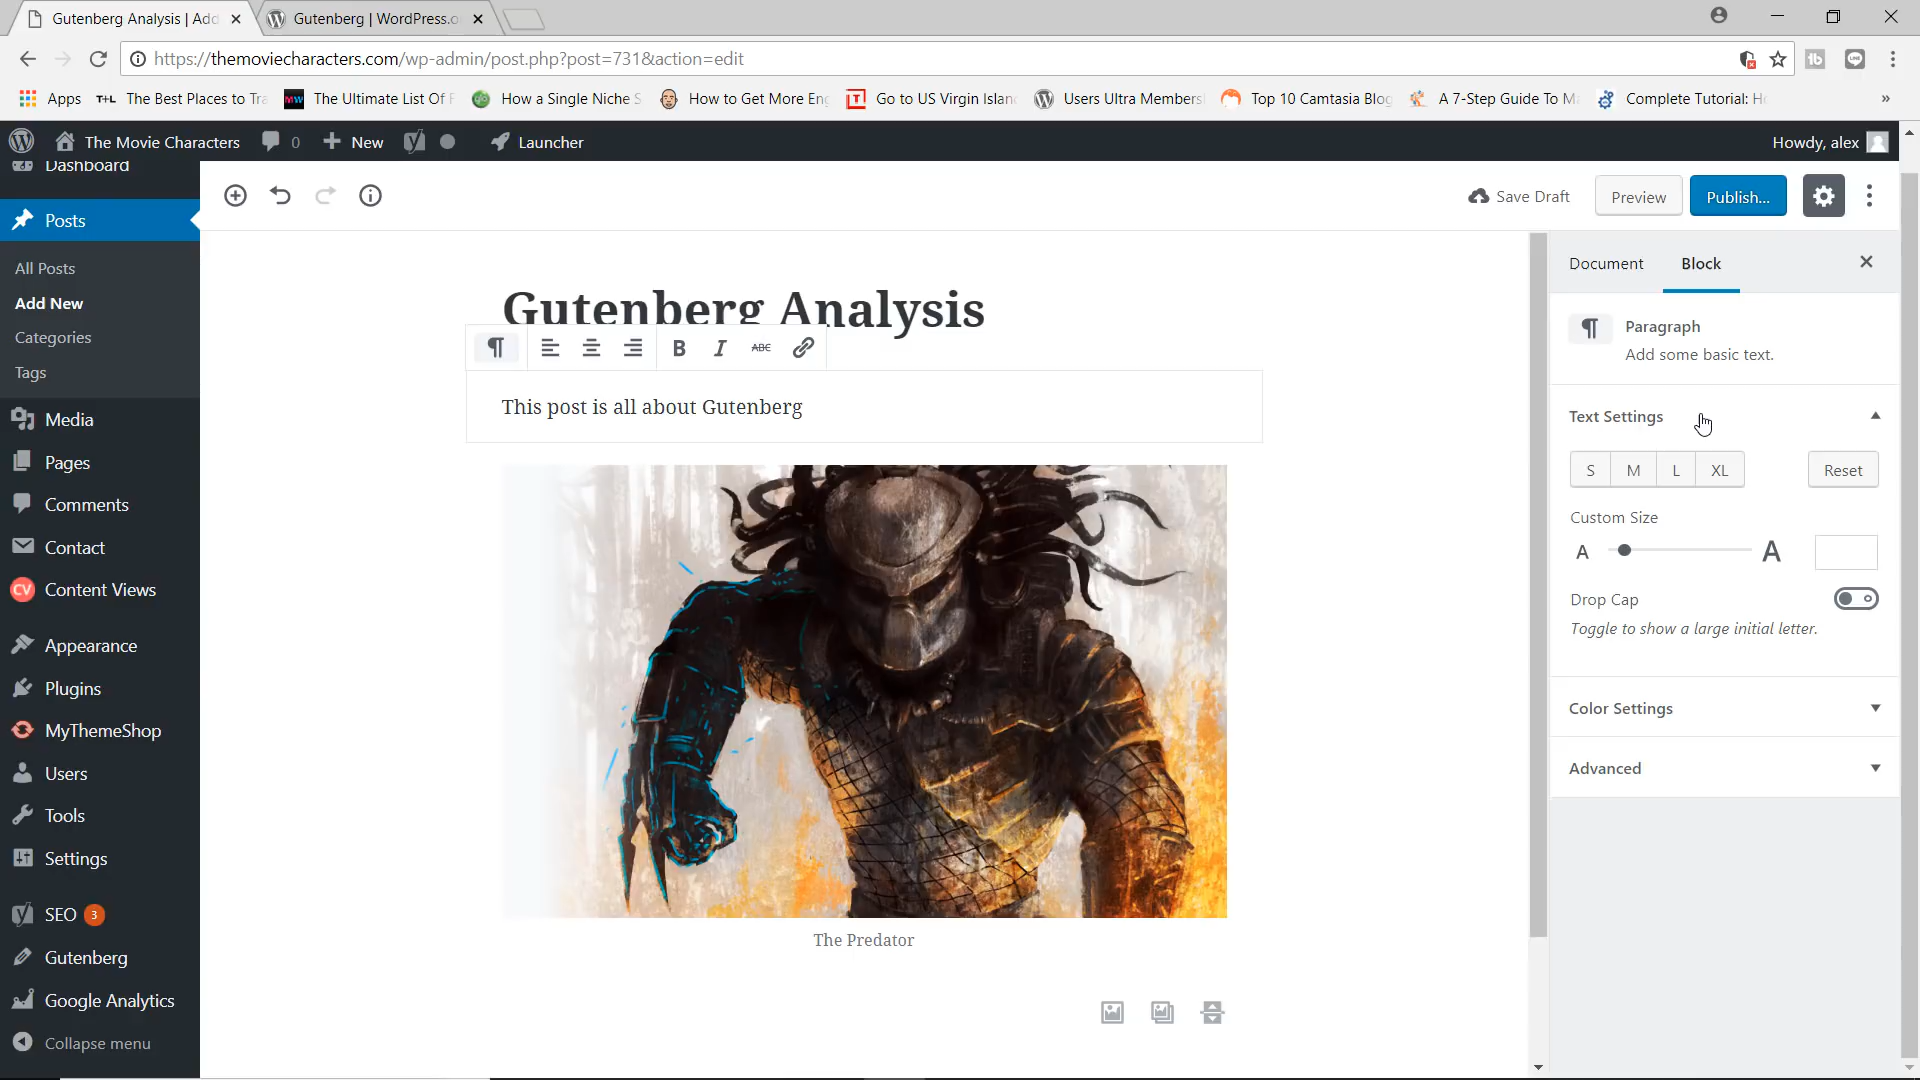 Gutenberg Analysis | Add
Gutenberg | WordPress.o
https://themoviecharacters.com/wp-admin/post.php?post=731&action=edit
Apps
T+L The Best Places to Tra
The Ultimate List Of F
How a Single Niche S
How to Get More Eng
Go to US Virgin Islan
Users Ultra Members
Top 10 Camtasia Blog
A 7-Step Guide To Ma
Complete Tutorial: H
»
The Movie Characters
0
New
Launcher
Howdy, alex
Dashboard
Posts
All Posts
Add New
Categories
Tags
Media
Pages
Comments
Contact
CV Content Views
Appearance
Plugins
MyThemeShop
Users
Tools
Settings
SEO 3
Gutenberg
Google Analytics
Collapse menu
Save Draft
Preview
Publish...
Gutenberg Analysis
B I ABC
This post is all about Gutenberg
The Predator
Document
Block
Paragraph
Add some basic text.
Text Settings
S M L XL
Reset
Custom Size
A A
Drop Cap
Toggle to show a large initial letter.
Color Settings
Advanced